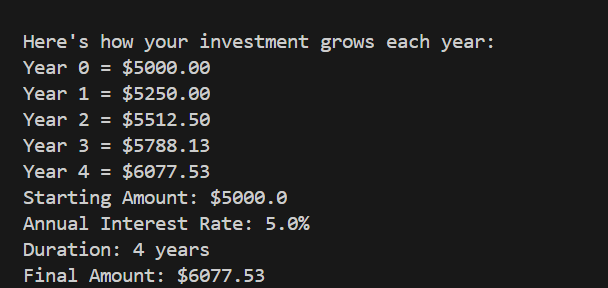 Here's how your investment grows each year:
Year 0 = $5000.00
Year 1 = $5250.00
Year 2 = $5512.50
Year 3 = $5788.13
Year 4 = $6077.53
Starting Amount: $5000.0
Annual Interest Rate: 5.0%
Duration: 4 years
Final Amount: $6077.53